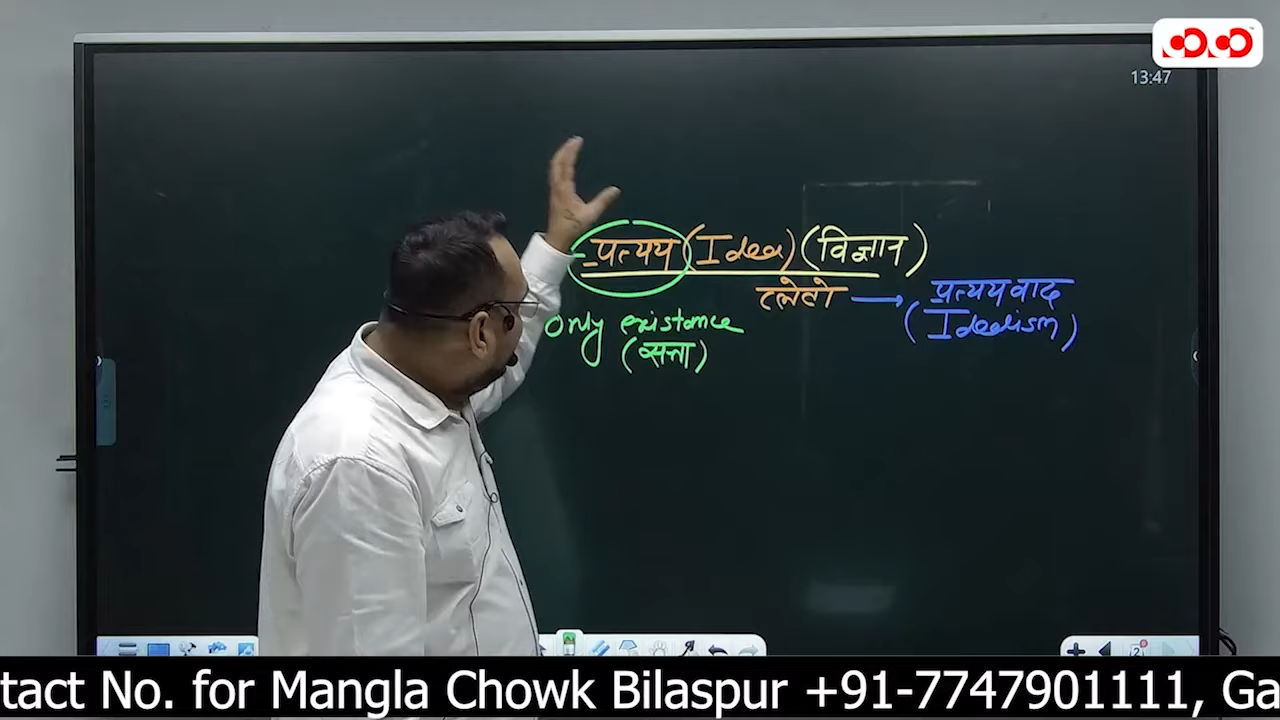 13:47
प्रत्यय (Idea) (विज्ञान)
प्लेटो → प्रत्ययवाद
(Idealism)
only existance
(सत्ता)
tact No. for Mangla Chowk Bilaspur +91-7747901111, Ga